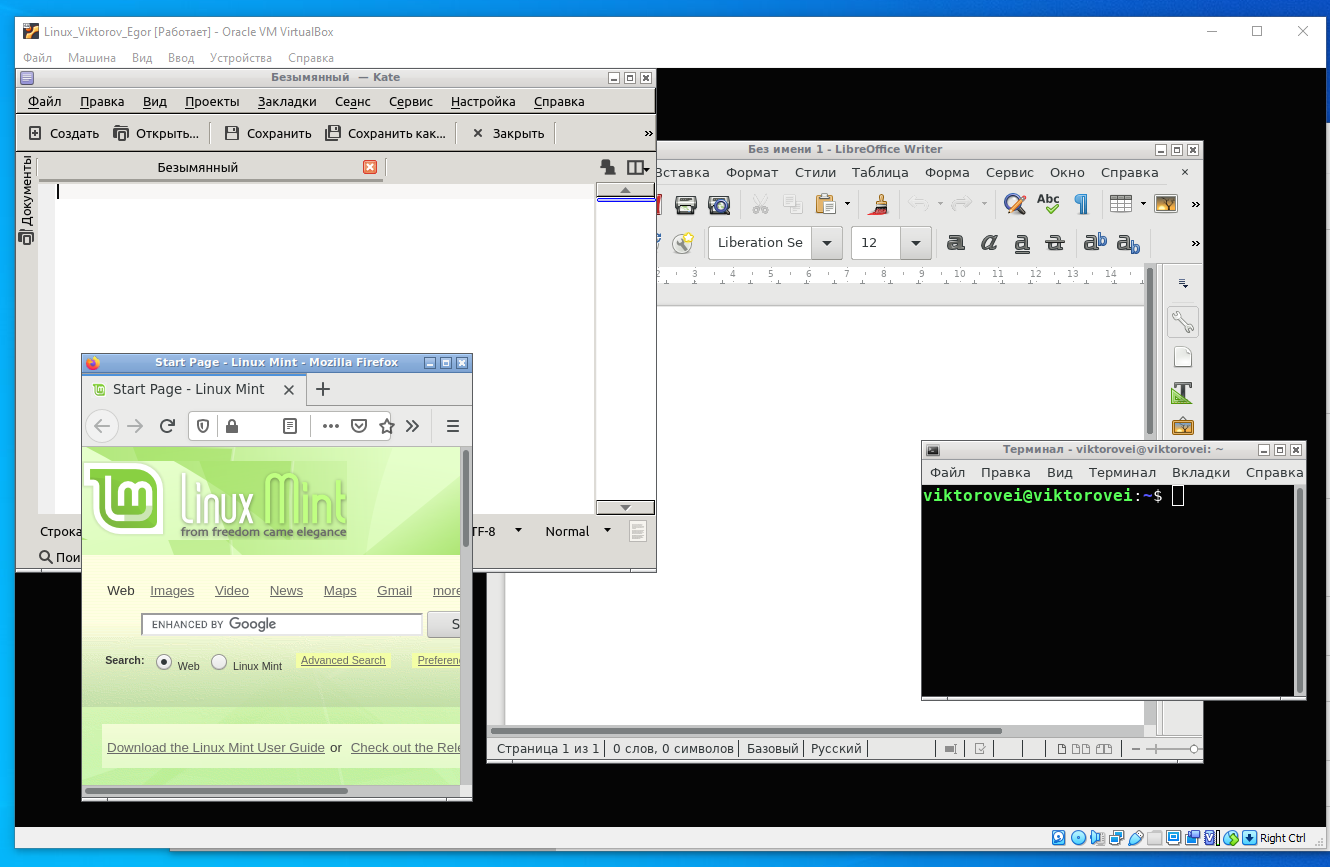 Linux_Viktorov_Egor [Работает] - Oracle VM VirtualBox
Файл Машина Вид Ввод Устройства Справка
Безымянный — Kate
Файл Правка Вид Проекты Закладки Сеанс Сервис Настройка Справка
Создать Открыть... Сохранить Сохранить как... Закрыть »
Безымянный
Документы
Строка
TF-8 Normal
Пои
Без имени 1 - LibreOffice Writer
Вставка Формат Стили Таблица Форма Сервис Окно Справка ×
Abc »
Liberation Se 12 a a a a ab ab »
2 3 4 5 6 7 8 9 10 11 12 13 14
Страница 1 из 1 0 слов, 0 символов Базовый Русский
Start Page - Linux Mint - Mozilla Firefox
Start Page - Linux Mint
Linux Mint
from freedom came elegance
Web Images Video News Maps Gmail more
ENHANCED BY Google S
Search: Web Linux Mint Advanced Search Preferen
Download the Linux Mint User Guide or Check out the Rele
Терминал - viktorovei@viktorovei: ~
Файл Правка Вид Терминал Вкладки Справка
viktorovei@viktorovei:~$
Right Ctrl